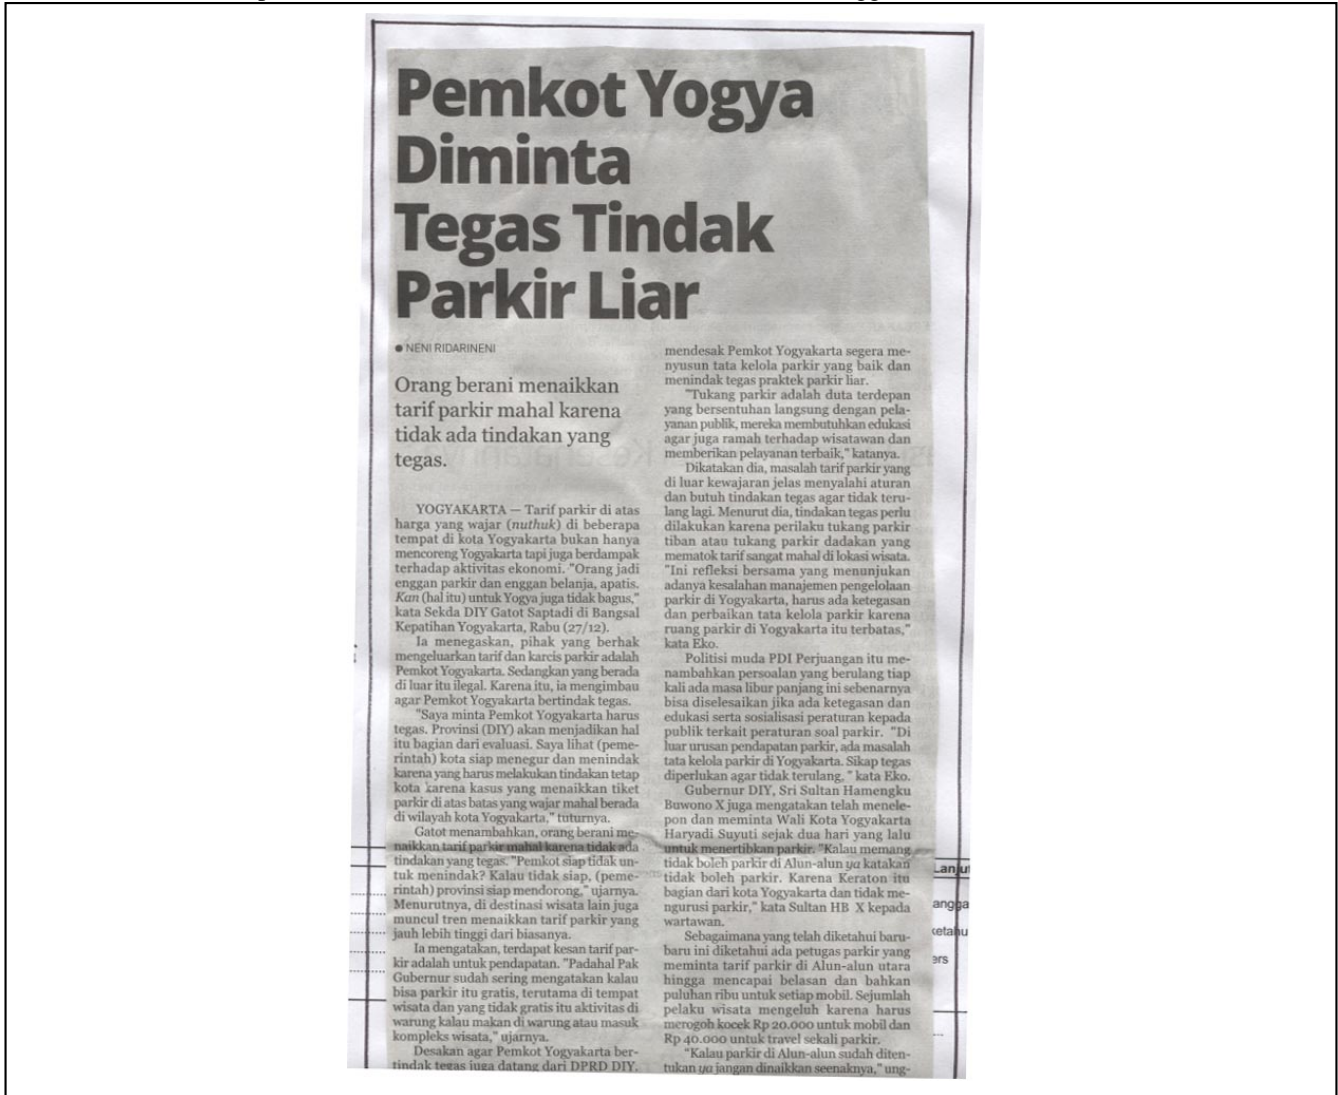 Pemkot Yogya
Diminta
Tegas Tindak
Parkir Liar
● NENI RIDARINENI
Orang berani menaikkan
tarif parkir mahal karena
tidak ada tindakan yang
tegas.
YOGYAKARTA — Tarif parkir di atas
harga yang wajar (nuthuk) di beberapa
tempat di kota Yogyakarta bukan hanya
mencoreng Yogyakarta tapi juga berdampak
terhadap aktivitas ekonomi. "Orang jadi
enggan parkir dan enggan belanja, apatis.
Kan (hal itu) untuk Yogya juga tidak bagus,"
kata Sekda DIY Gatot Saptadi di Bangsal
Kepatihan Yogyakarta, Rabu (27/12).
Ia menegaskan, pihak yang berhak
mengeluarkan tarif dan karcis parkir adalah
Pemkot Yogyakarta. Sedangkan yang berada
di luar itu ilegal. Karena itu, ia mengimbau
agar Pemkot Yogyakarta bertindak tegas.
"Saya minta Pemkot Yogyakarta harus
tegas. Provinsi (DIY) akan menjadikan hal
itu bagian dari evaluasi. Saya lihat (peme-
rintah) kota siap menegur dan menindak
karena yang harus melakukan tindakan tetap
kota karena kasus yang menaikkan tiket
parkir di atas batas yang wajar mahal berada
di wilayah kota Yogyakarta," tuturnya.
Gatot menambahkan, orang berani me-
naikkan tarif parkir mahal karena tidak ada
tindakan yang tegas. "Pemkot siap tidak un-
tuk menindak? Kalau tidak siap, (peme-
rintah) provinsi siap mendorong," ujarnya.
Menurutnya, di destinasi wisata lain juga
muncul tren menaikkan tarif parkir yang
jauh lebih tinggi dari biasanya.
Ia mengatakan, terdapat kesan tarif par-
kir adalah untuk pendapatan. "Padahal Pak
Gubernur sudah sering mengatakan kalau
bisa parkir itu gratis, terutama di tempat
wisata dan yang tidak gratis itu aktivitas di
warung kalau makan di warung atau masuk
kompleks wisata," ujarnya.
Desakan agar Pemkot Yogyakarta ber-
tindak tegas juga datang dari DPRD DIY.
mendesak Pemkot Yogyakarta segera me-
nyusun tata kelola parkir yang baik dan
menindak tegas praktek parkir liar.
"Tukang parkir adalah duta terdepan
yang bersentuhan langsung dengan pela-
yanan publik, mereka membutuhkan edukasi
agar juga ramah terhadap wisatawan dan
memberikan pelayanan terbaik," katanya.
Dikatakan dia, masalah tarif parkir yang
di luar kewajaran jelas menyalahi aturan
dan butuh tindakan tegas agar tidak teru-
lang lagi. Menurut dia, tindakan tegas perlu
dilakukan karena perilaku tukang parkir
tiban atau tukang parkir dadakan yang
mematok tarif sangat mahal di lokasi wisata.
"Ini refleksi bersama yang menunjukan
adanya kesalahan manajemen pengelolaan
parkir di Yogyakarta, harus ada ketegasan
dan perbaikan tata kelola parkir karena
ruang parkir di Yogyakarta itu terbatas,"
kata Eko.
Politisi muda PDI Perjuangan itu me-
nambahkan persoalan yang berulang tiap
kali ada masa libur panjang ini sebenarnya
bisa diselesaikan jika ada ketegasan dan
edukasi serta sosialisasi peraturan kepada
publik terkait peraturan soal parkir. "Di
luar urusan pendapatan parkir, ada masalah
tata kelola parkir di Yogyakarta. Sikap tegas
diperlukan agar tidak terulang, " kata Eko.
Gubernur DIY, Sri Sultan Hamengku
Buwono X juga mengatakan telah menele-
pon dan meminta Wali Kota Yogyakarta
Haryadi Suyuti sejak dua hari yang lalu
untuk menertibkan parkir. "Kalau memang
tidak boleh parkir di Alun-alun ya katakan
tidak boleh parkir. Karena Keraton itu
bagian dari kota Yogyakarta dan tidak me-
ngurusi parkir," kata Sultan HB X kepada
wartawan.
Sebagaimana yang telah diketahui baru-
baru ini diketahui ada petugas parkir yang
meminta tarif parkir di Alun-alun utara
hingga mencapai belasan dan bahkan
puluhan ribu untuk setiap mobil. Sejumlah
pelaku wisata mengeluh karena harus
merogoh kocek Rp 20.000 untuk mobil dan
Rp 40.000 untuk travel sekali parkir.
"Kalau parkir di Alun-alun sudah diten-
tukan ya jangan dinaikkan seenaknya," ung-
Lanjut
angga
ketahu
ers